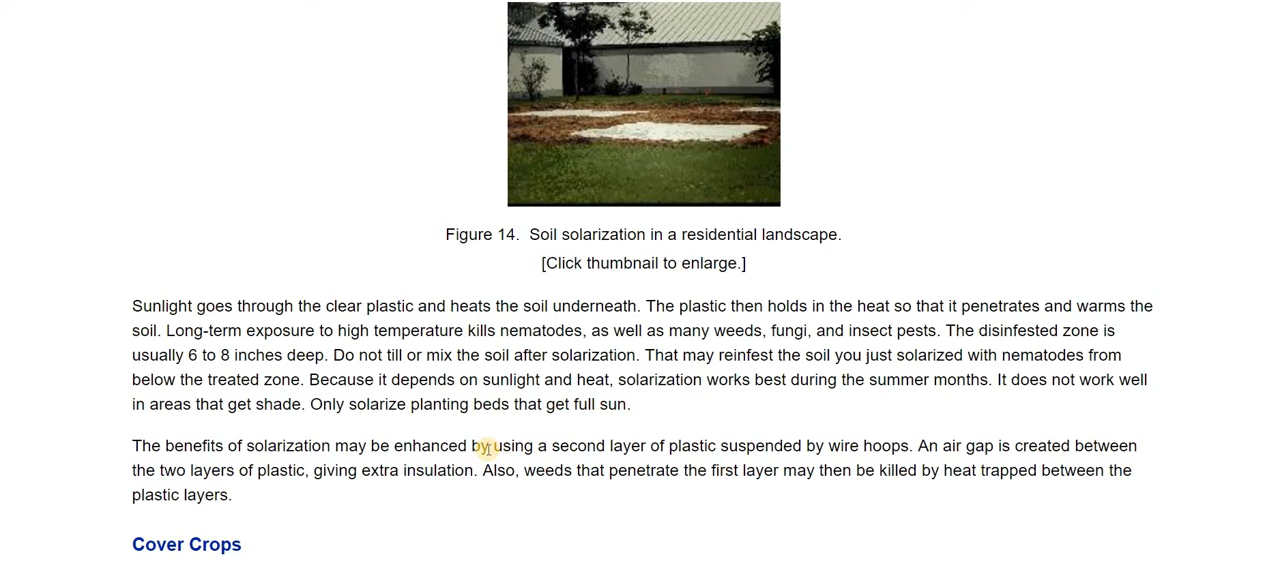 Figure 14.  Soil solarization in a residential landscape.
[Click thumbnail to enlarge.]
Sunlight goes through the clear plastic and heats the soil underneath. The plastic then holds in the heat so that it penetrates and warms the
soil. Long-term exposure to high temperature kills nematodes, as well as many weeds, fungi, and insect pests. The disinfested zone is
usually 6 to 8 inches deep. Do not till or mix the soil after solarization. That may reinfest the soil you just solarized with nematodes from
below the treated zone. Because it depends on sunlight and heat, solarization works best during the summer months. It does not work well
in areas that get shade. Only solarize planting beds that get full sun.
The benefits of solarization may be enhanced by using a second layer of plastic suspended by wire hoops. An air gap is created between
the two layers of plastic, giving extra insulation. Also, weeds that penetrate the first layer may then be killed by heat trapped between the
plastic layers.
Cover Crops